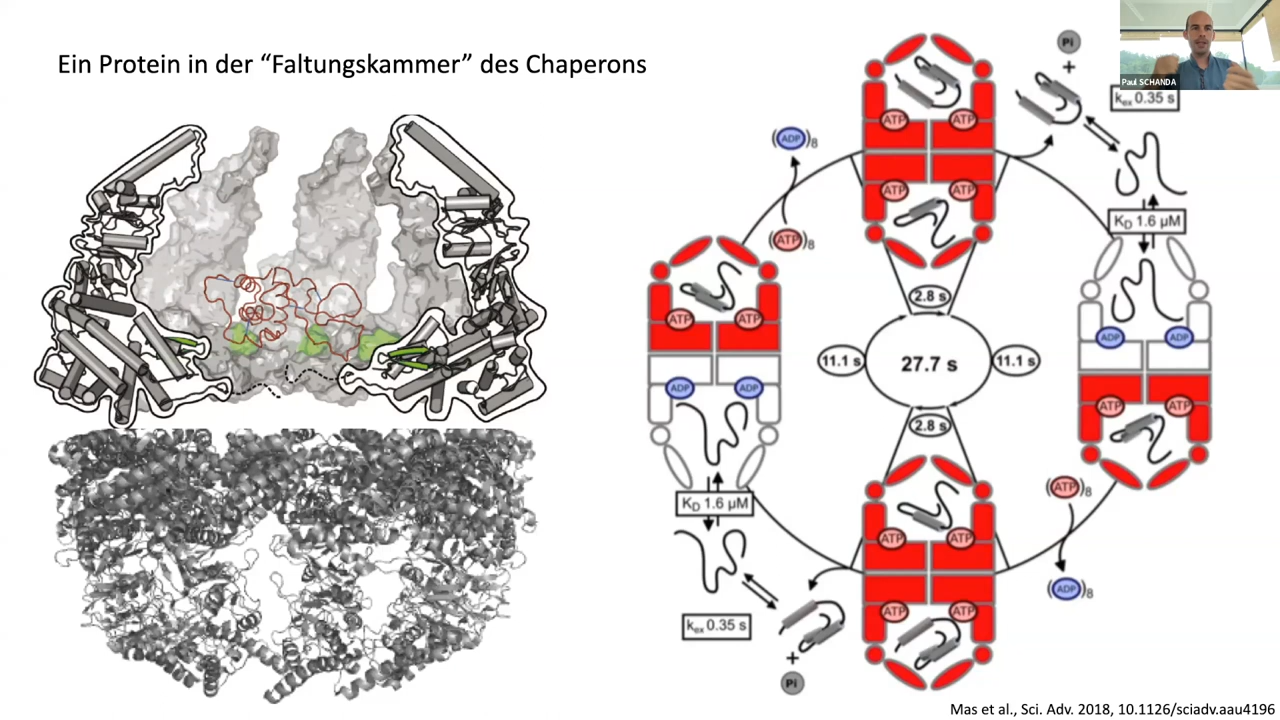 Ein Protein in der “Faltungskammer” des Chaperons
Paul SCHANDA
Pi
+
kex 0.35 s
ATP ATP
ATP ATP
(ADP)8
(ATP)8
KD 1.6 µM
2.8 s
ATP ATP
ADP ADP
11.1 s
27.7 s
11.1 s
2.8 s
ADP ADP
ATP ATP
KD 1.6 µM
(ATP)8
(ADP)8
ATP ATP
ATP ATP
kex 0.35 s
+
Pi
Mas et al., Sci. Adv. 2018, 10.1126/sciadv.aau4196